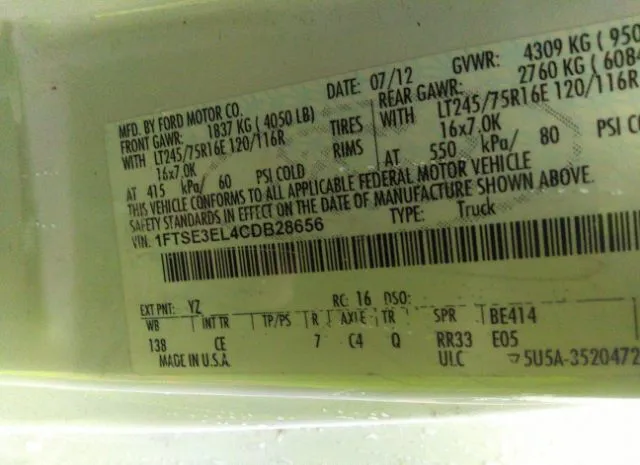 MFD. BY FORD MOTOR CO. DATE: 07/12 GVWR: 4309 KG ( 950
FRONT GAWR: 1837 KG ( 4050 LB) REAR GAWR: 2760 KG ( 6084
WITH LT245/75R16E 120/116R TIRES WITH LT245/75R16E 120/116R
16x7.0K RIMS 16x7.0K
AT 415 kPa/ 60 PSI COLD AT 550 kPa/ 80 PSI CO
THIS VEHICLE CONFORMS TO ALL APPLICABLE FEDERAL MOTOR VEHICLE
SAFETY STANDARDS IN EFFECT ON THE DATE OF MANUFACTURE SHOWN ABOVE.
VIN: 1FTSE3EL4CDB28656 TYPE: Truck
EXT PNT: YZ RC: 16 DSO:
WB INT TR TP/PS R AXLE TR SPR BE414
138 CE 7 C4 Q RR33 E05
MADE IN U.S.A. ULC 5U5A-3520472